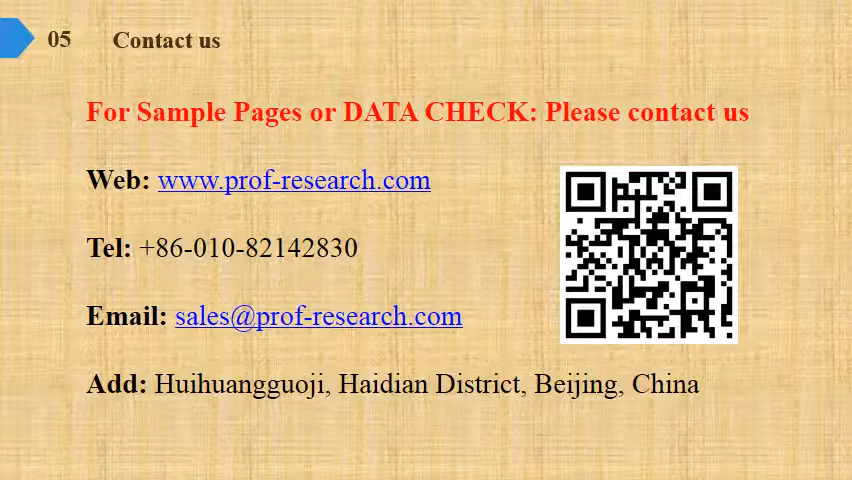 05 Contact us
For Sample Pages or DATA CHECK: Please contact us
Web: www.prof-research.com
Tel: +86-010-82142830
Email: sales@prof-research.com
Add: Huihuangguoji, Haidian District, Beijing, China